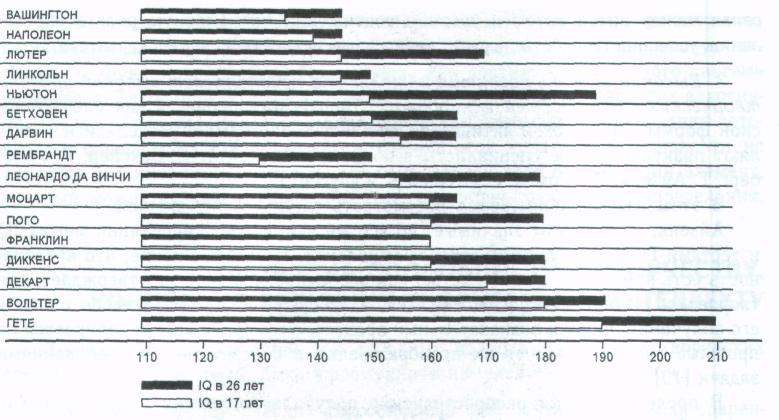 ВАШИНГТОН
НАПОЛЕОН
ЛЮТЕР
ЛИНКОЛЬН
НЬЮТОН
БЕТХОВЕН
ДАРВИН
РЕМБРАНДТ
ЛЕОНАРДО ДА ВИНЧИ
МОЦАРТ
ГЮГО
ФРАНКЛИН
ДИККЕНС
ДЕКАРТ
ВОЛЬТЕР
ГЕТЕ
110 120 130 140 150 160 170 180 190 200 210
IQ в 26 лет
IQ в 17 лет